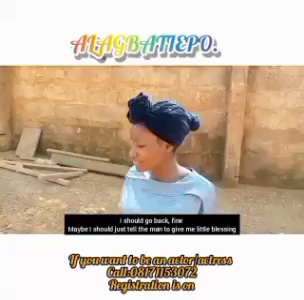 ALAGBATIEPO.
i should go back, fine
Maybe I should just tell the man to give me little blessing
If you want to be an actor/actress
Call:08171153072
Registration is on